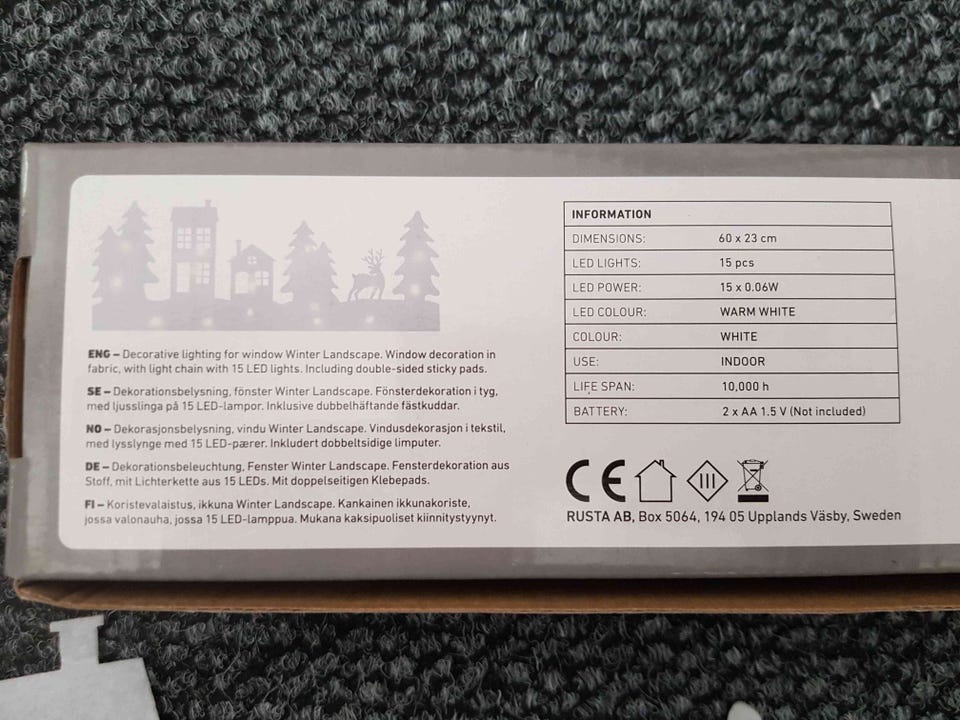 ENG – Decorative lighting for window Winter Landscape. Window decoration in
fabric, with light chain with 15 LED lights. Including double-sided sticky pads.
SE – Dekorationsbelysning, fönster Winter Landscape. Fönsterdekoration i tyg,
med ljusslinga på 15 LED-lampor. Inklusive dubbelhäftande fästkuddar.
NO – Dekorasjonsbelysning, vindu Winter Landscape. Vindusdekorasjon i tekstil,
med lysslynge med 15 LED-pærer. Inkludert dobbeltsidige limputer.
DE – Dekorationsbeleuchtung, Fenster Winter Landscape. Fensterdekoration aus
Stoff, mit Lichterkette aus 15 LEDs. Mit doppelseitigen Klebepads.
FI – Koristevalaistus, ikkuna Winter Landscape. Kankainen ikkunakoriste,
jossa valonauha, jossa 15 LED-lamppua. Mukana kaksipuoliset kiinnitystyynyt.
INFORMATION
DIMENSIONS: 60 x 23 cm
LED LIGHTS: 15 pcs
LED POWER: 15 x 0.06W
LED COLOUR: WARM WHITE
COLOUR: WHITE
USE: INDOOR
LIFE SPAN: 10,000 h
BATTERY: 2 x AA 1.5 V (Not included)
CE III
RUSTA AB, Box 5064, 194 05 Upplands Väsby, Sweden